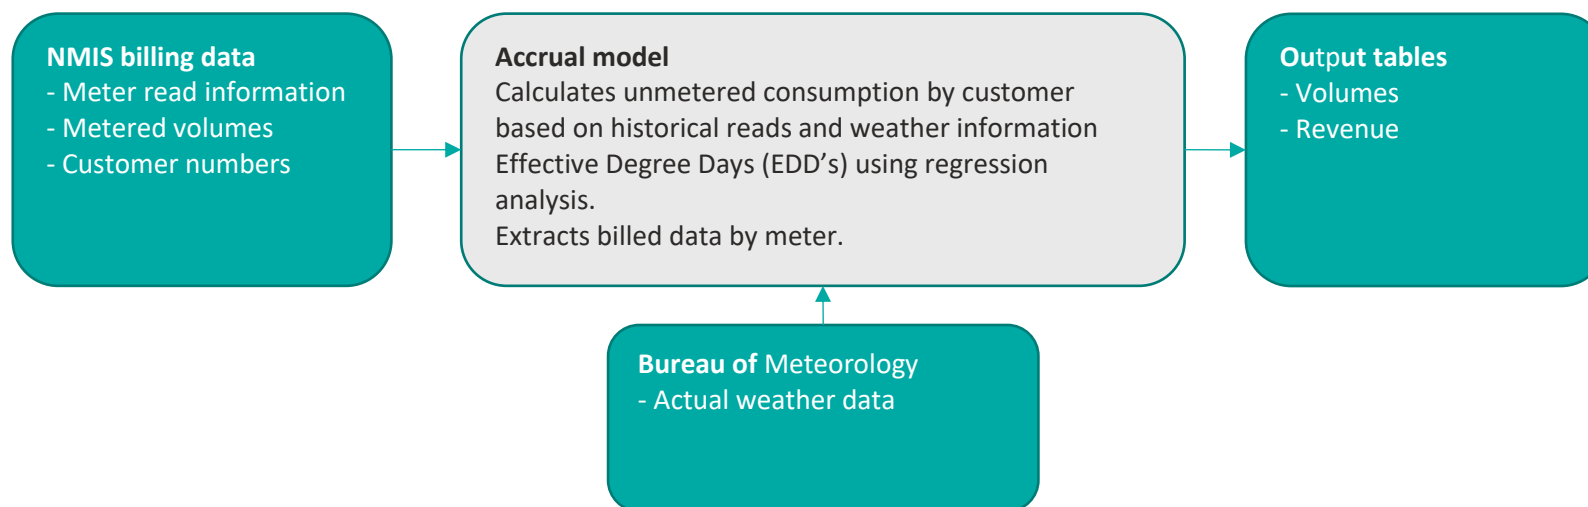 NMIS billing data
- Meter read information
- Metered volumes
- Customer numbers
Accrual model
Calculates unmetered consumption by customer
based on historical reads and weather information
Effective Degree Days (EDD's) using regression
analysis.
Extracts billed data by meter.
Output tables
- Volumes
- Revenue
Bureau of Meteorology
- Actual weather data